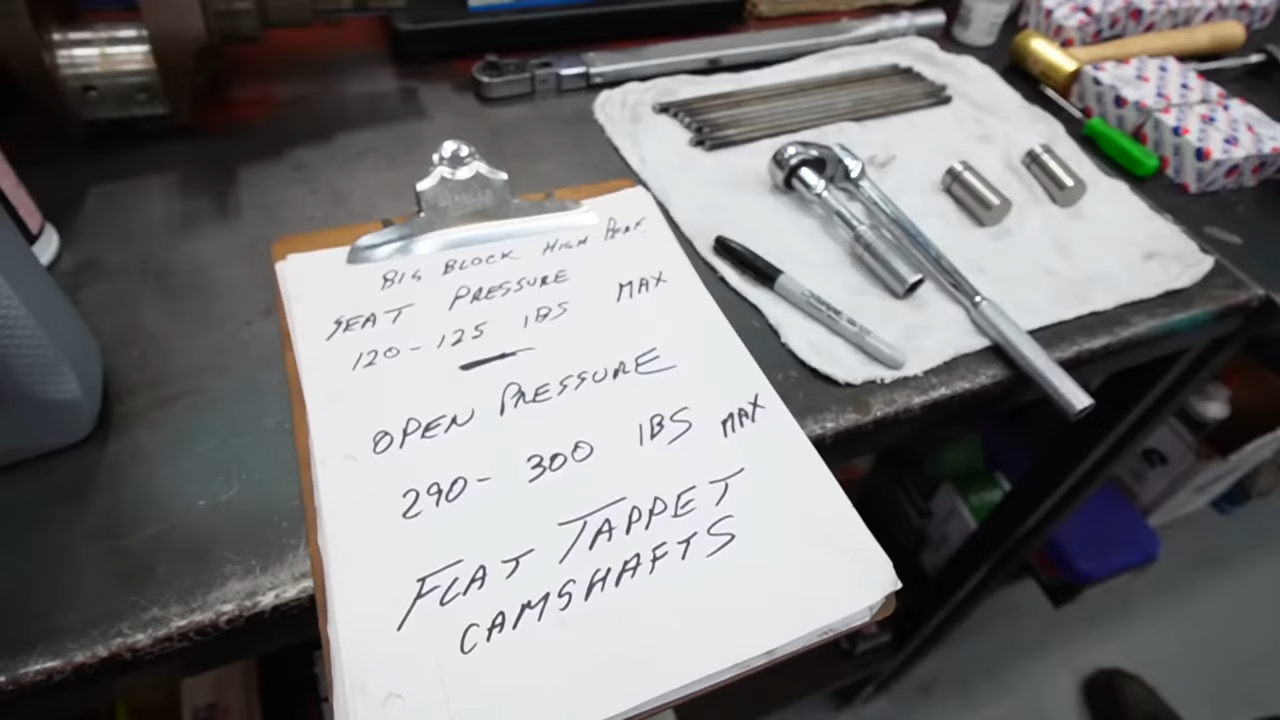 BIG BLOCK HIGH PERF.
SEAT PRESSURE
120-125 lBS MAX
OPEN PRESSURE
290-300 lBS MAX
FLAT TAPPET
CAMSHAFTS